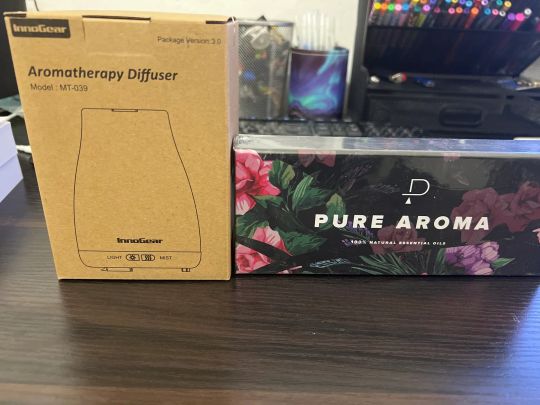 InnoGear
Package Version:3.0
Aromatherapy Diffuser
Model : MT-039
InnoGear
LIGHT MIST
PURE AROMA
100% NATURAL ESSENTIAL OILS